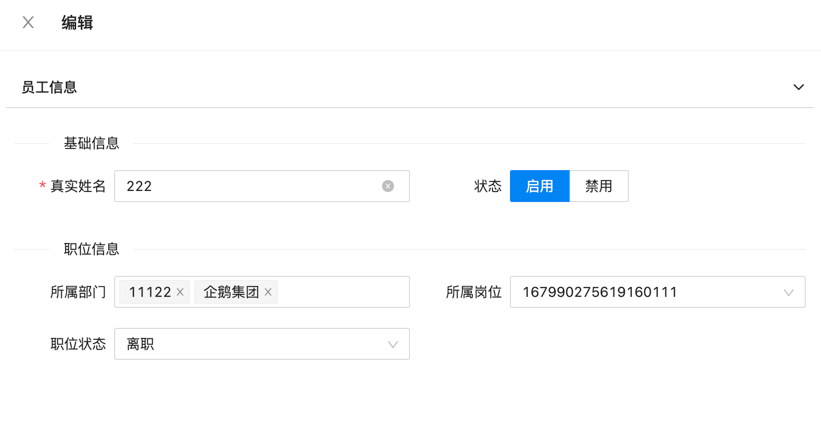 编辑
员工信息
基础信息
* 真实姓名 222 状态 启用 禁用
职位信息
所属部门 11122 企鹅集团 所属岗位 167990275619160111
职位状态 离职